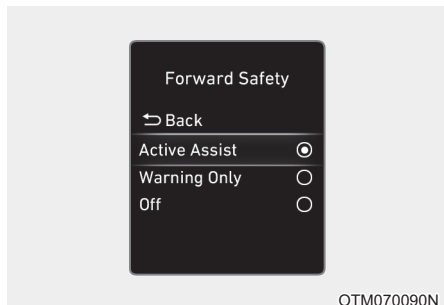 Forward Safety
Back
Active Assist
Warning Only
Off
OTM070090N